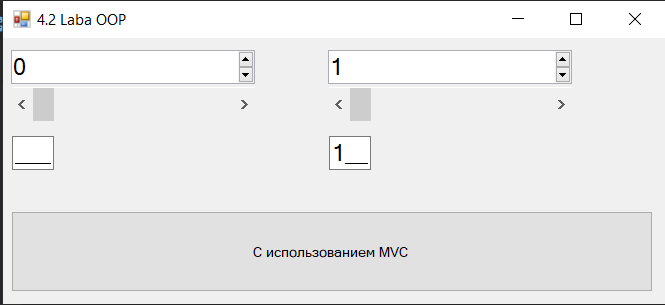 4.2 Laba OOP
0 1
___ 1__
С использованием MVC